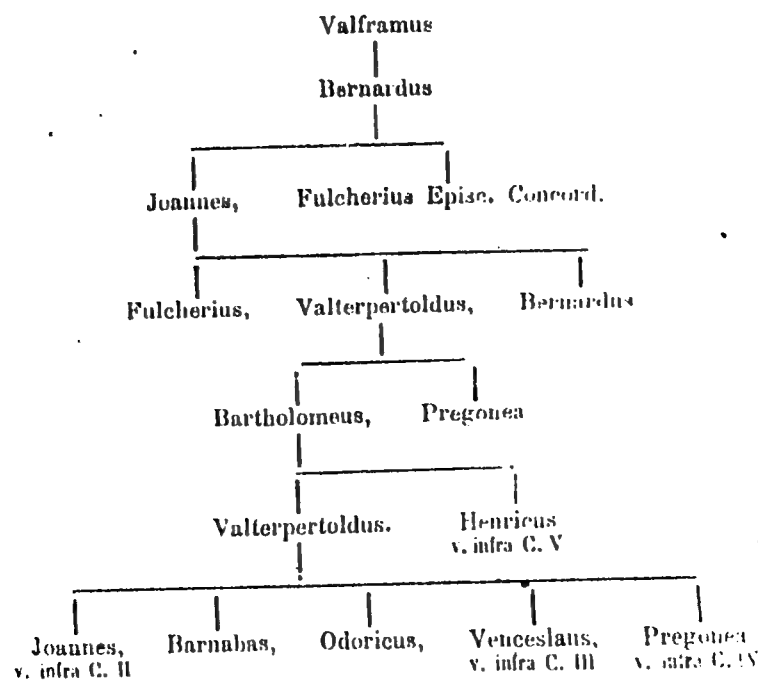 Valframus
Bernardus
Joannes, Fulcherius Episc. Concord.
Fulcherius, Valterpertoldus, Bernardus
Bartholomeus, Pregonea
Valterpertoldus. Henricus
v. infra C. V
Joannes, Barnabas, Odoricus, Venceslaus, Pregonea
v. infra C. II v. infra C. III v. infra C. IV